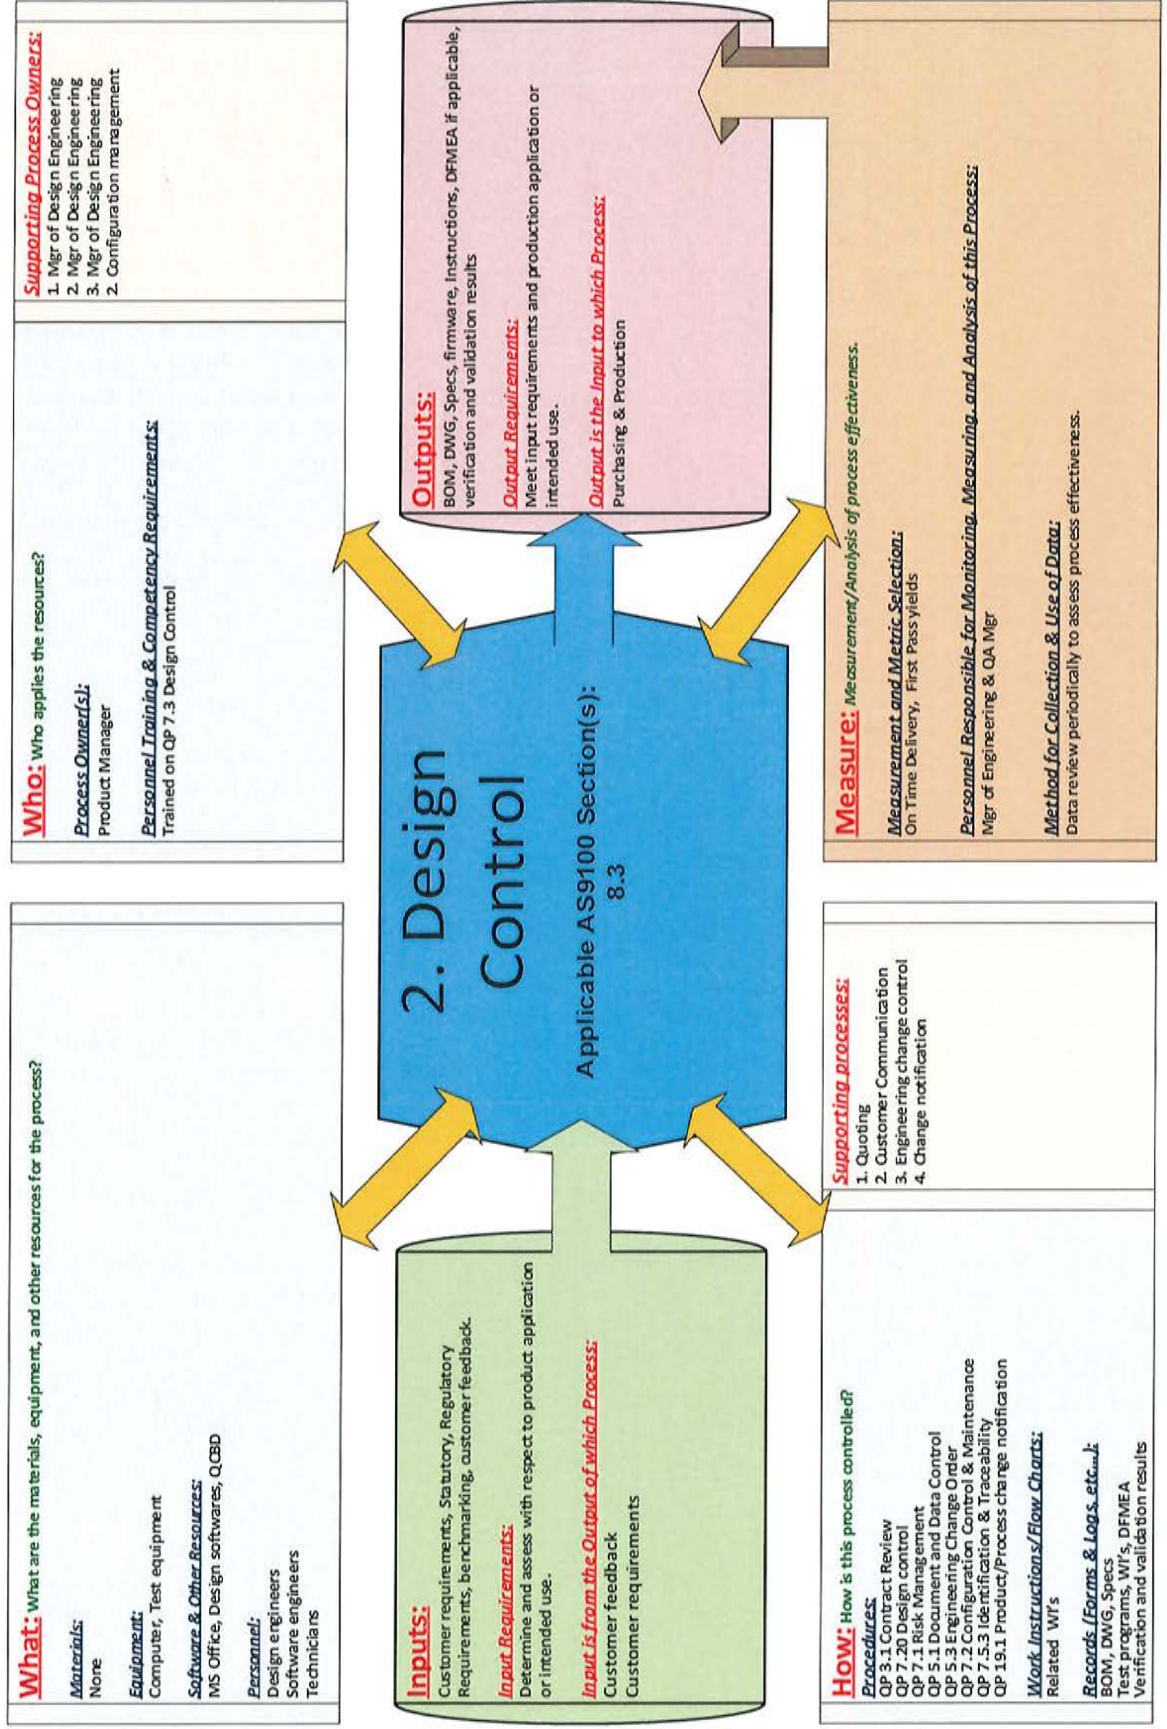 What: What are the materials, equipment, and other resources for the process?
Materials:
None
Equipment:
Computer, Test equipment
Software & Other Resources:
MS Office, Design softwares, QCBD
Personnel:
Design engineers
Software engineers
Technicians
Who: Who applies the resources?
Process Owner(s):
Product Manager
Personnel Training & Competency Requirements:
Trained on QP 7.3 Design Control
Supporting Process Owners:
1. Mgr of Design Engineering
2. Mgr of Design Engineering
3. Mgr of Design Engineering
2. Configuration management
Inputs:
Customer requirements, Statutory, Regulatory
Requirements, benchmarking, customer feedback.
Input Requirements:
Determine and assess with respect to product application
or intended use.
Input is from the Output of which Process:
Customer feedback
Customer requirements
2. Design
Control
Applicable AS9100 Section(s):
8.3
Outputs:
BOM, DWG, Specs, firmware, Instructions, DFMEA if applicable,
verification and validation results
Output Requirements:
Meet input requirements and production application or
intended use.
Output is the Input to which Process:
Purchasing & Production
How: How is this process controlled?
Procedures:
QP 3.1 Contract Review
QP 7.20 Design control
QP 7.1 Risk Management
QP 5.1 Document and Data Control
QP 5.3 Engineering Change Order
QP 7.2 Configuration Control & Maintenance
QP 7.5.3 Identification & Traceability
QP 19.1 Product/Process change notification
Work Instructions/Flow Charts:
Related WI's
Records (Forms & Logs, etc...):
BOM, DWG, Specs
Test programs, WI's, DFMEA
Verification and validation results
Supporting processes:
1. Quoting
2. Customer Communication
3. Engineering change control
4. Change notification
Measure: Measurement/Analysis of process effectiveness.
Measurement and Metric Selection:
On Time Delivery, First Pass yields
Personnel Responsible for Monitoring, Measuring, and Analysis of this Process:
Mgr of Engineering & QA Mgr
Method for Collection & Use of Data:
Data review periodically to assess process effectiveness.